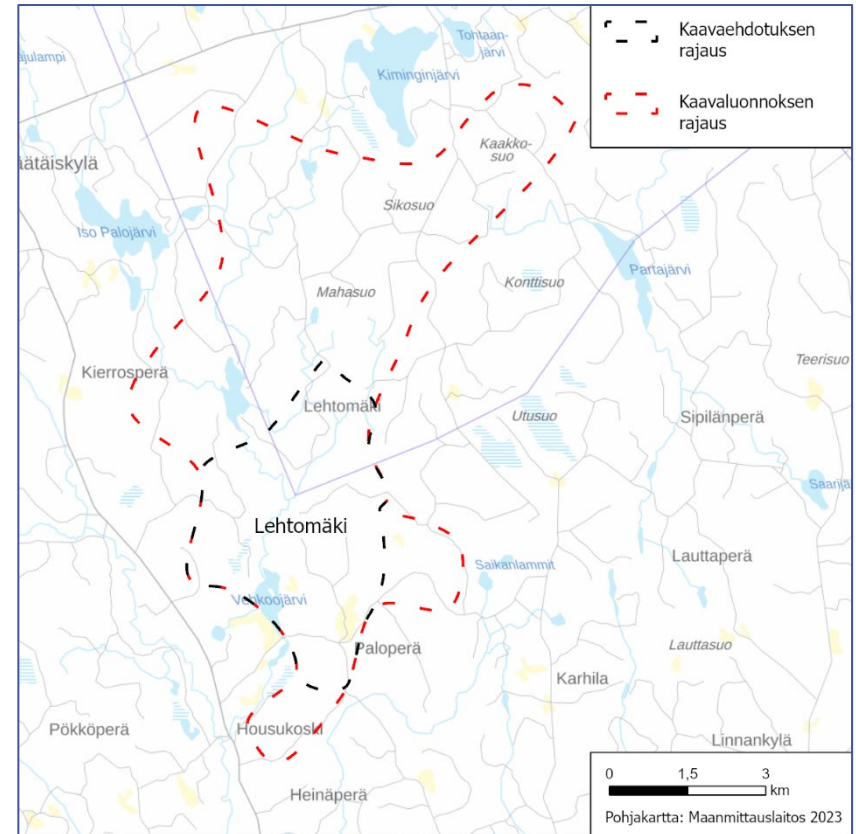 Kaavaehdotuksen
rajaus
Kaavaluonnoksen
rajaus
Tohtaan-
järvi
ajulampi
Kiminginjärvi
Kaakko-
suo
äätäiskylä
Sikosuo
Iso Palojärvi
Partajärvi
Konttisuo
Mahasuo
Teerisuo
Kierrosperä
Lehtomäki
Utusuo
Sipilänperä
Saarijä
Lehtomäki
Saikanlammit
Lauttaperä
Vehkoojärvi
Paloperä
Lauttasuo
Karhila
Pökköperä
Housukoski
Linnankylä
Heinäperä
0 1,5 3
km
Pohjakartta: Maanmittauslaitos 2023